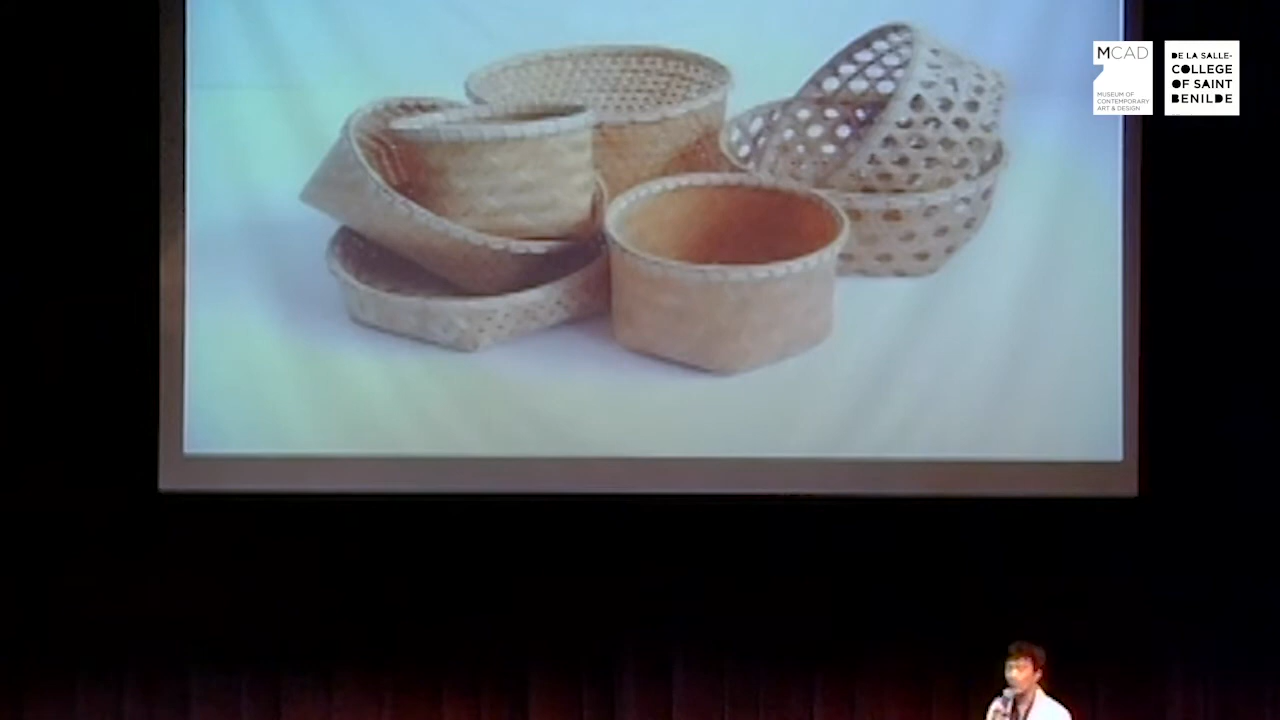 MCAD
MUSEUM OF
CONTEMPORARY
ART & DESIGN
DE LA SALLE-
COLLEGE
OF SAINT
BENILDE